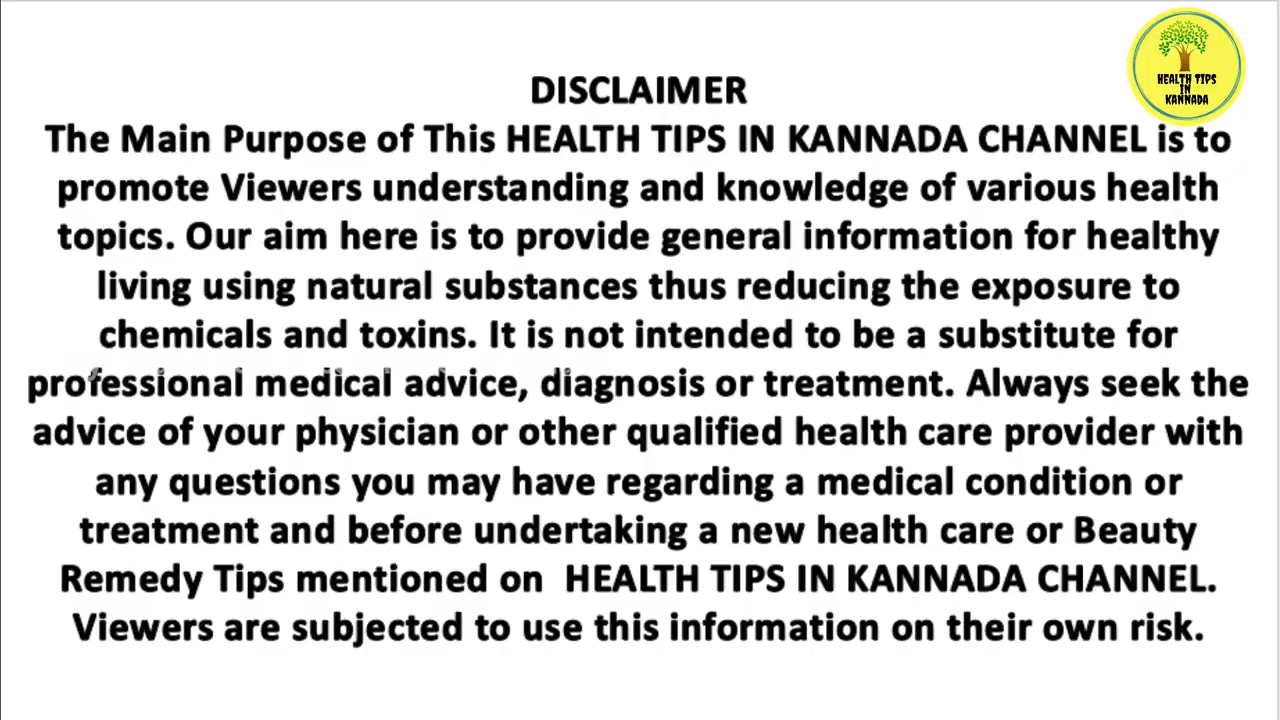 HEALTH TIPS
IN
KANNADA
DISCLAIMER
The Main Purpose of This HEALTH TIPS IN KANNADA CHANNEL is to
promote Viewers understanding and knowledge of various health
topics. Our aim here is to provide general information for healthy
living using natural substances thus reducing the exposure to
chemicals and toxins. It is not intended to be a substitute for
professional medical advice, diagnosis or treatment. Always seek the
advice of your physician or other qualified health care provider with
any questions you may have regarding a medical condition or
treatment and before undertaking a new health care or Beauty
Remedy Tips mentioned on  HEALTH TIPS IN KANNADA CHANNEL.
Viewers are subjected to use this information on their own risk.